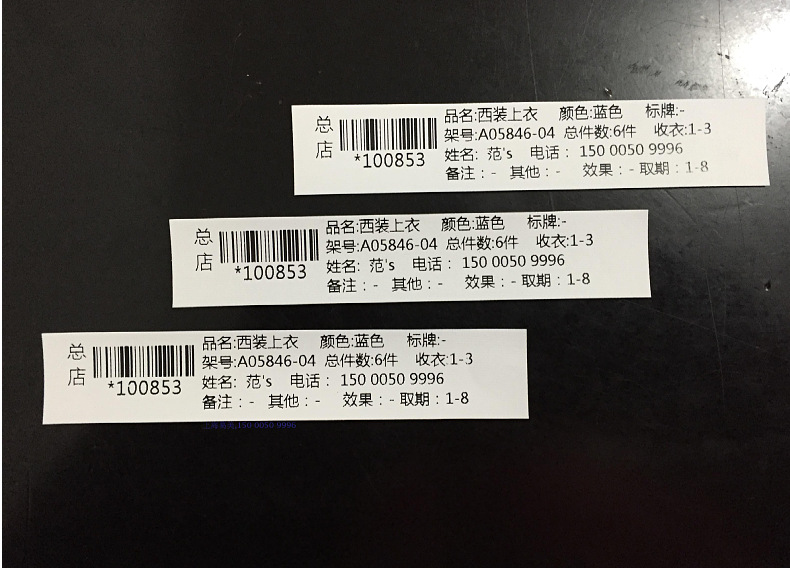 总店
*100853
品名:西装上衣 颜色:蓝色 标牌:-
架号:A05846-04 总件数:6件 收衣:1-3
姓名: 范's 电话： 150 0050 9996
备注：- 其他：- 效果：- 取期：1-8
总店
*100853
品名:西装上衣 颜色:蓝色 标牌:-
架号:A05846-04 总件数:6件 收衣:1-3
姓名: 范's 电话： 150 0050 9996
备注：- 其他：- 效果：- 取期：1-8
总店
*100853
品名:西装上衣 颜色:蓝色 标牌:-
架号:A05846-04 总件数:6件 收衣:1-3
姓名: 范's 电话： 150 0050 9996
备注：- 其他：- 效果：- 取期：1-8
150 0050 9996